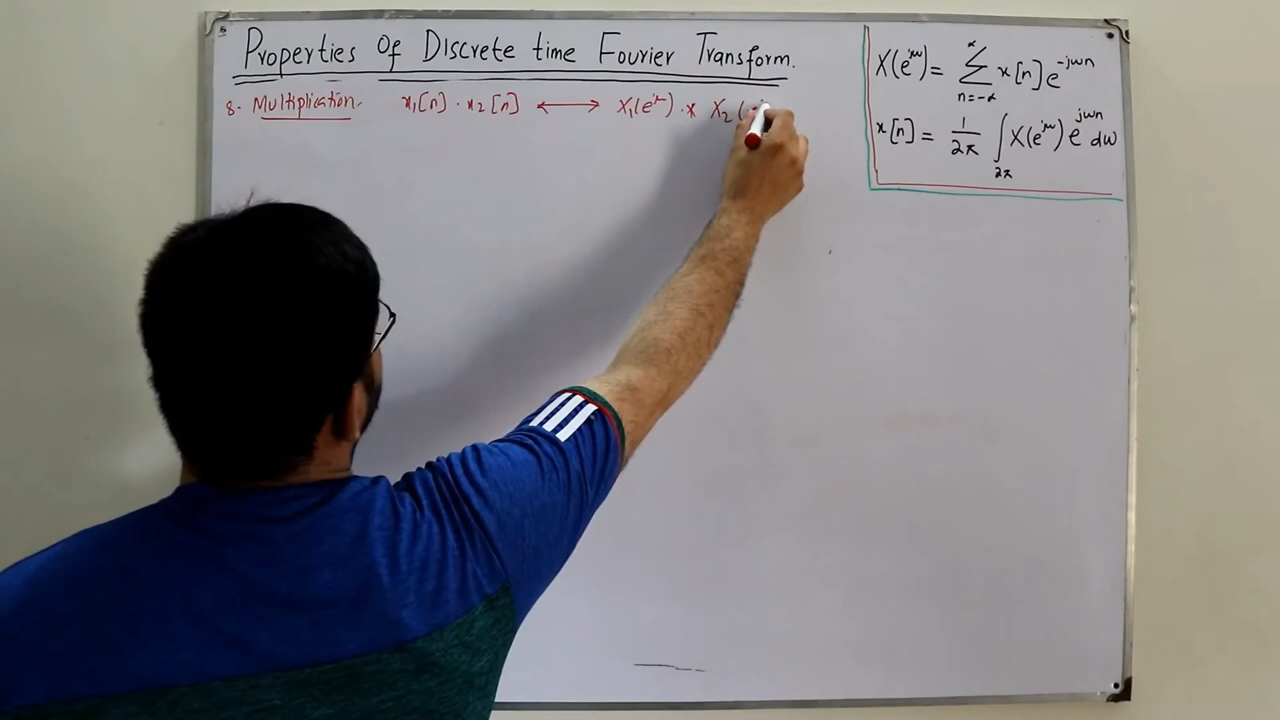 Properties Of Discrete time Fourier Transform.
8. Multiplication. x₁[n] · x₂[n] ⟷ X₁(e^jω) · * X₂(
X(e^jω) = ∑_{n=-∝}^{∝} x[n] e^-jωn
x[n] = 1/2π ∫_{2π} X(e^jω) e^jωn dω